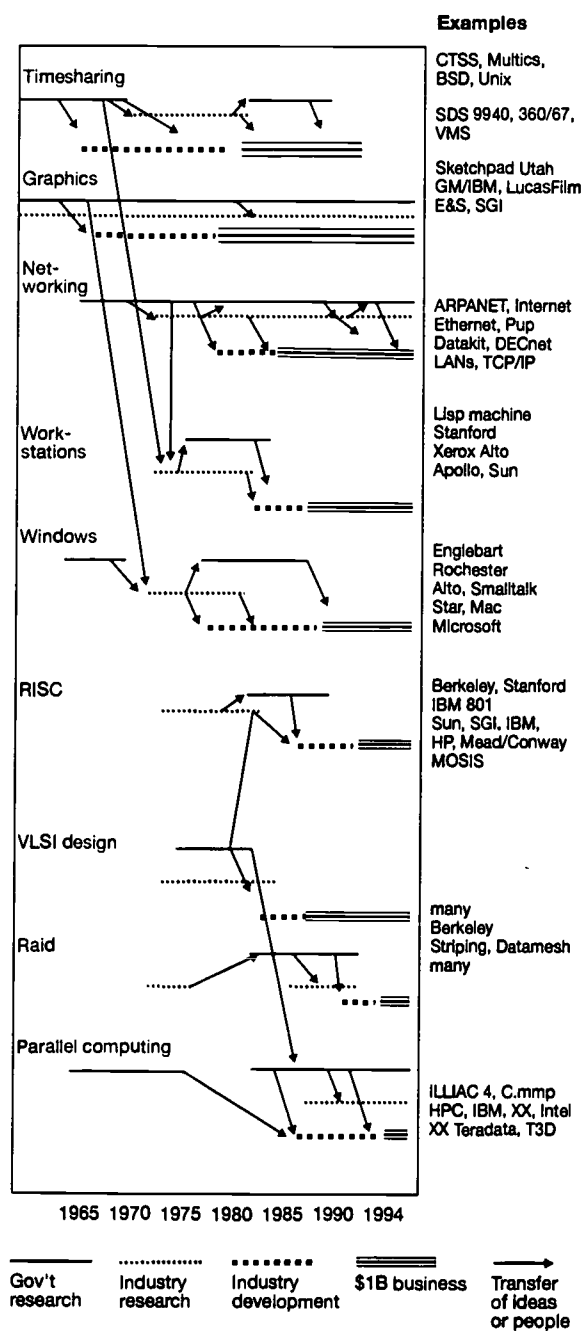 Examples
Timesharing
CTSS, Multics,
BSD, Unix
SDS 9940, 360/67,
VMS
Graphics
Sketchpad Utah
GM/IBM, LucasFilm
E&S, SGI
Net-
working
ARPANET, Internet
Ethernet, Pup
Datakit, DECnet
LANs, TCP/IP
Work-
stations
Lisp machine
Stanford
Xerox Alto
Apollo, Sun
Windows
Englebart
Rochester
Alto, Smalltalk
Star, Mac
Microsoft
RISC
Berkeley, Stanford
IBM 801
Sun, SGI, IBM,
HP, Mead/Conway
MOSIS
VLSI design
many
Raid
Berkeley
Striping, Datamesh
many
Parallel computing
ILLIAC 4, C.mmp
HPC, IBM, XX, Intel
XX Teradata, T3D
1965 1970 1975 1980 1985 1990 1994
Gov't
research
Industry
research
Industry
development
$1B business
Transfer
of ideas
or people